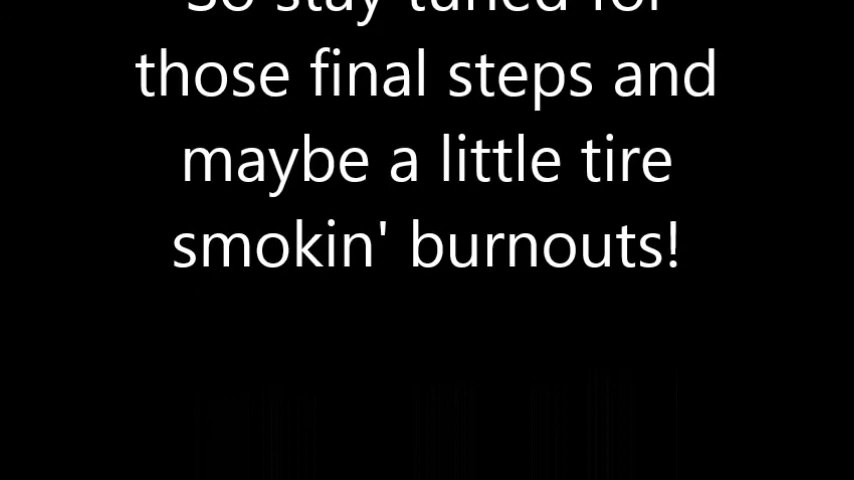 So stay tuned for
those final steps and
maybe a little tire
smokin' burnouts!